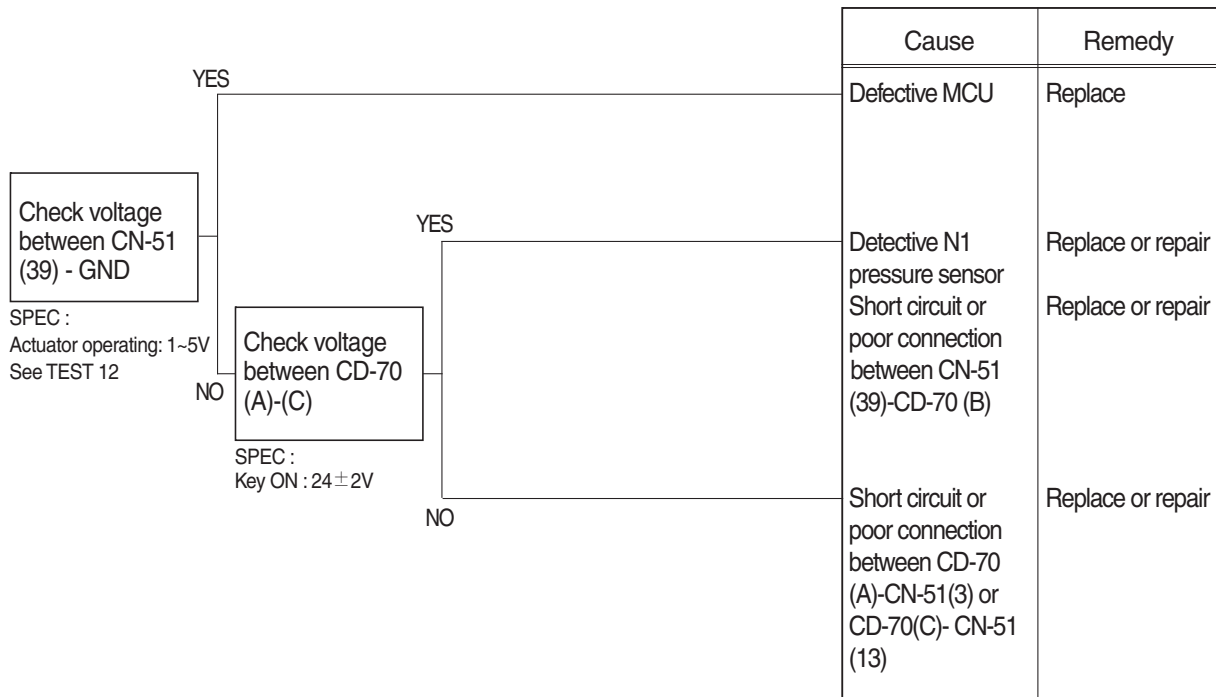 Cause
Remedy
YES
Defective MCU
Replace
Check voltage
between CN-51
(39) - GND
SPEC :
Actuator operating: 1~5V
See TEST 12
NO
YES
Detective N1
pressure sensor
Replace or repair
Short circuit or
poor connection
between CN-51
(39)-CD-70 (B)
Replace or repair
Check voltage
between CD-70
(A)-(C)
SPEC :
Key ON : 24±2V
NO
Short circuit or
poor connection
between CD-70
(A)-CN-51(3) or
CD-70(C)- CN-51
(13)
Replace or repair